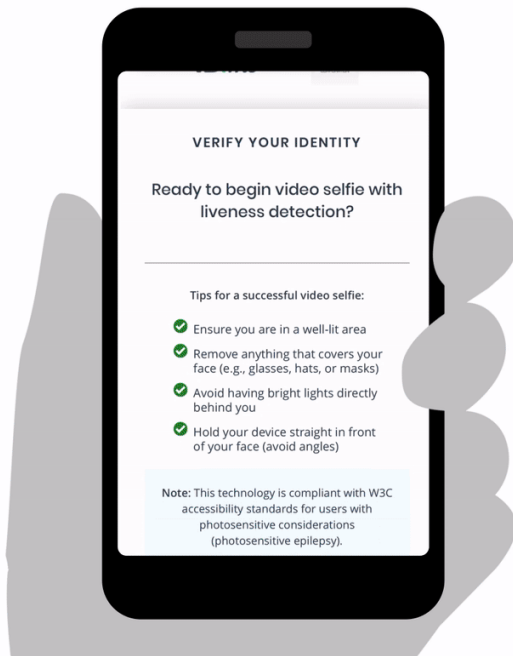 VERIFY YOUR IDENTITY
Ready to begin video selfie with
liveness detection?
Tips for a successful video selfie:
Ensure you are in a well-lit area
Remove anything that covers your
face (e.g., glasses, hats, or masks)
Avoid having bright lights directly
behind you
Hold your device straight in front
of your face (avoid angles)
Note: This technology is compliant with W3C
accessibility standards for users with
photosensitive considerations
(photosensitive epilepsy).